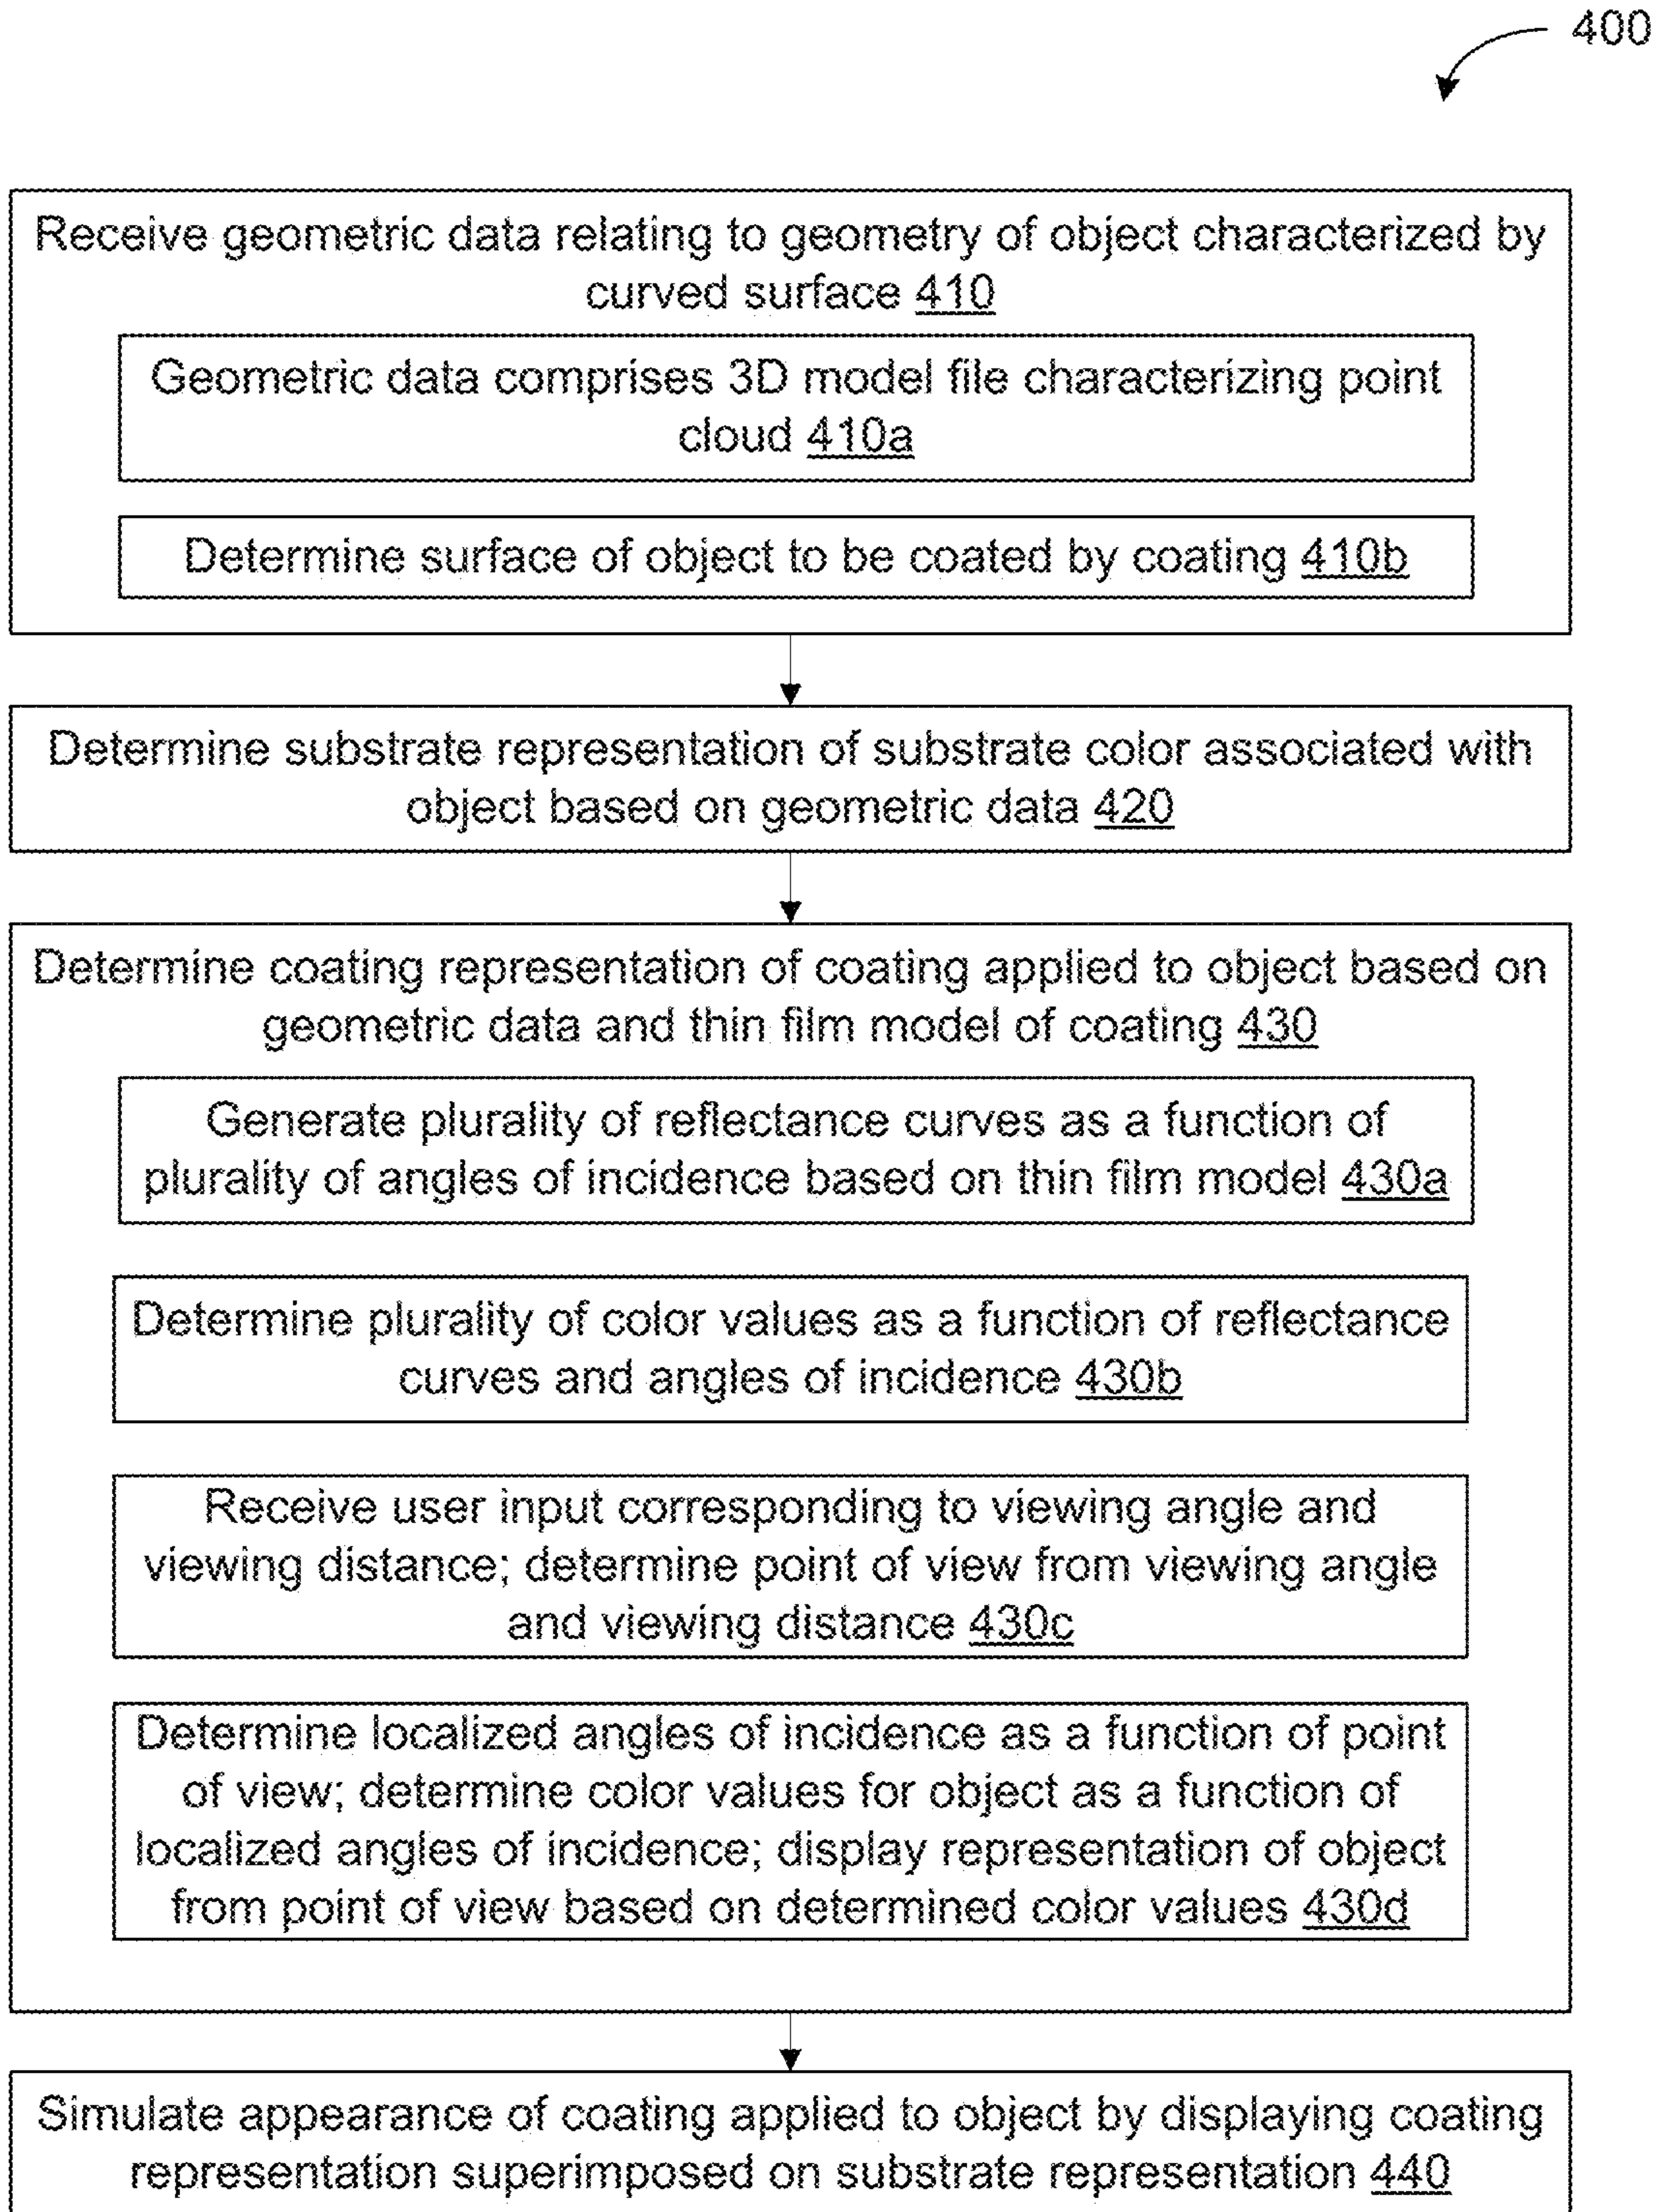 400
Receive geometric data relating to geometry of object characterized by
curved surface 410
Geometric data comprises 3D model file characterizing point
cloud 410a
Determine surface of object to be coated by coating 410b
Determine substrate representation of substrate color associated with
object based on geometric data 420
Determine coating representation of coating applied to object based on
geometric data and thin film model of coating 430
Generate plurality of reflectance curves as a function of
plurality of angles of incidence based on thin film model 430a
Determine plurality of color values as a function of reflectance
curves and angles of incidence 430b
Receive user input corresponding to viewing angle and
viewing distance; determine point of view from viewing angle
and viewing distance 430c
Determine localized angles of incidence as a function of point
of view; determine color values for object as a function of
localized angles of incidence; display representation of object
from point of view based on determined color values 430d
Simulate appearance of coating applied to object by displaying coating
representation superimposed on substrate representation 440